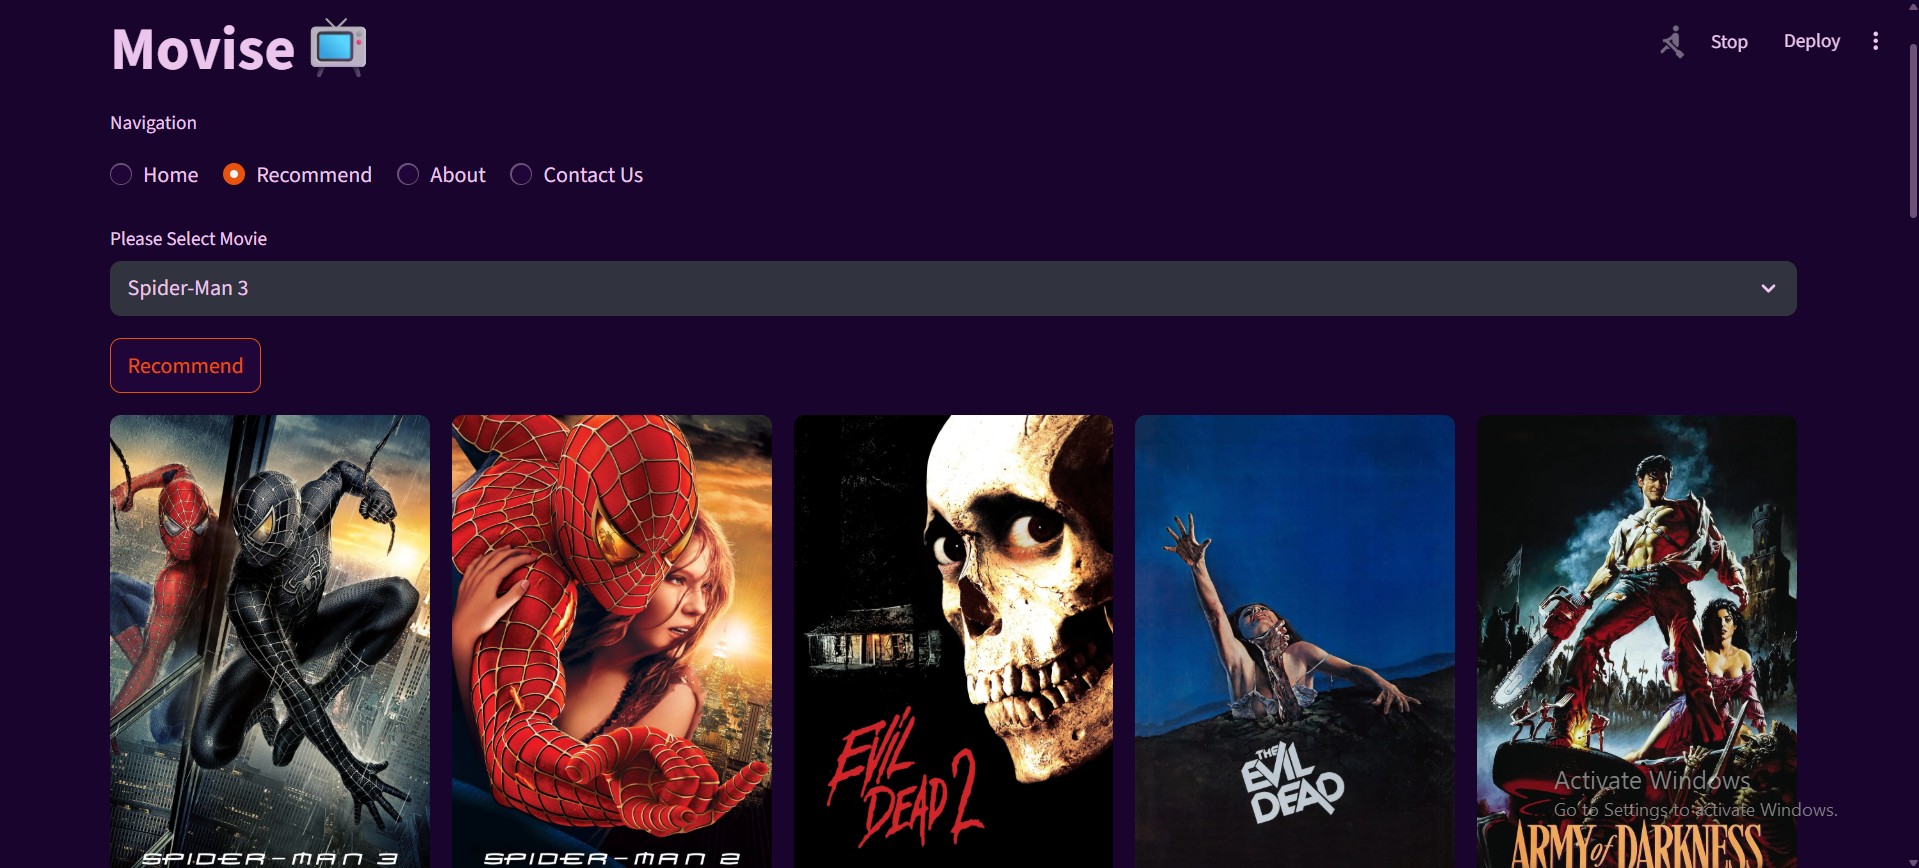 Movise
Stop
Deploy
Navigation
Home
Recommend
About
Contact Us
Please Select Movie
Spider-Man 3
Recommend
SPIDER-MAN 3
SPIDER-MAN 2
EVIL
DEAD 2
THE
EVIL
DEAD
Activate Windows
Go to Settings to activate Windows.
ARMY of DARKNESS